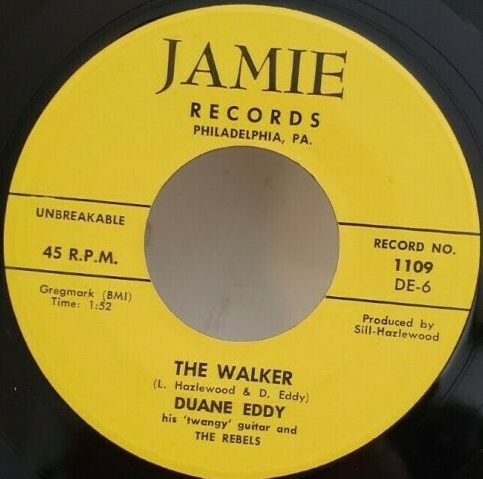 JAMIE
RECORDS
PHILADELPHIA, PA.
UNBREAKABLE
45 R.P.M.
Gregmark (BMI)
Time: 1:52
RECORD NO.
1109
DE-6
Produced by
Sill-Hazlewood
THE WALKER
(L. Hazlewood & D. Eddy)
DUANE EDDY
his 'twangy' guitar and
THE REBELS